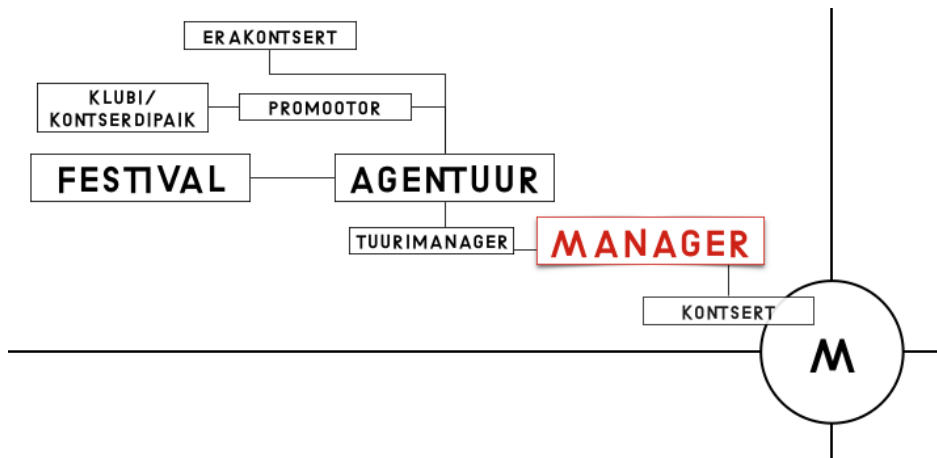 ERAKONTSERT
KLUBI/
KONTSERDIPAIK
PROMOOTOR
FESTIVAL
AGENTUUR
TUURIMANAGER
MANAGER
KONTSERT
M